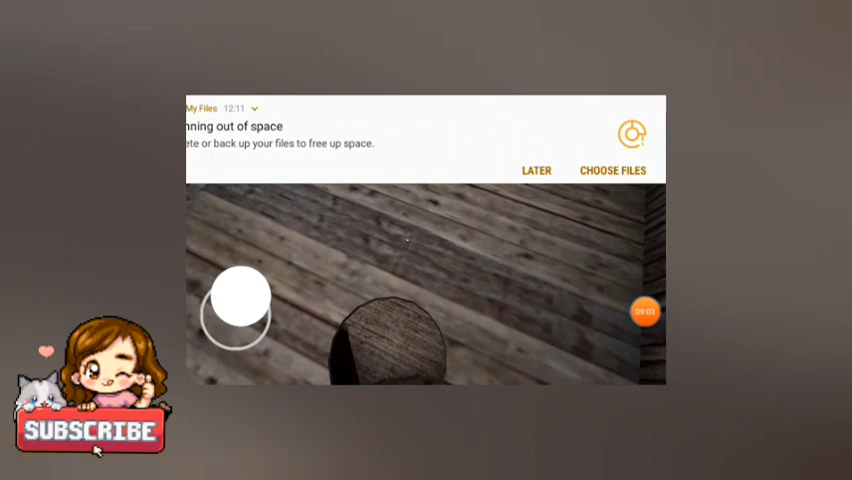 My Files 12:11
nning out of space
ete or back up your files to free up space.
LATER CHOOSE FILES
09:03
SUBSCRIBE